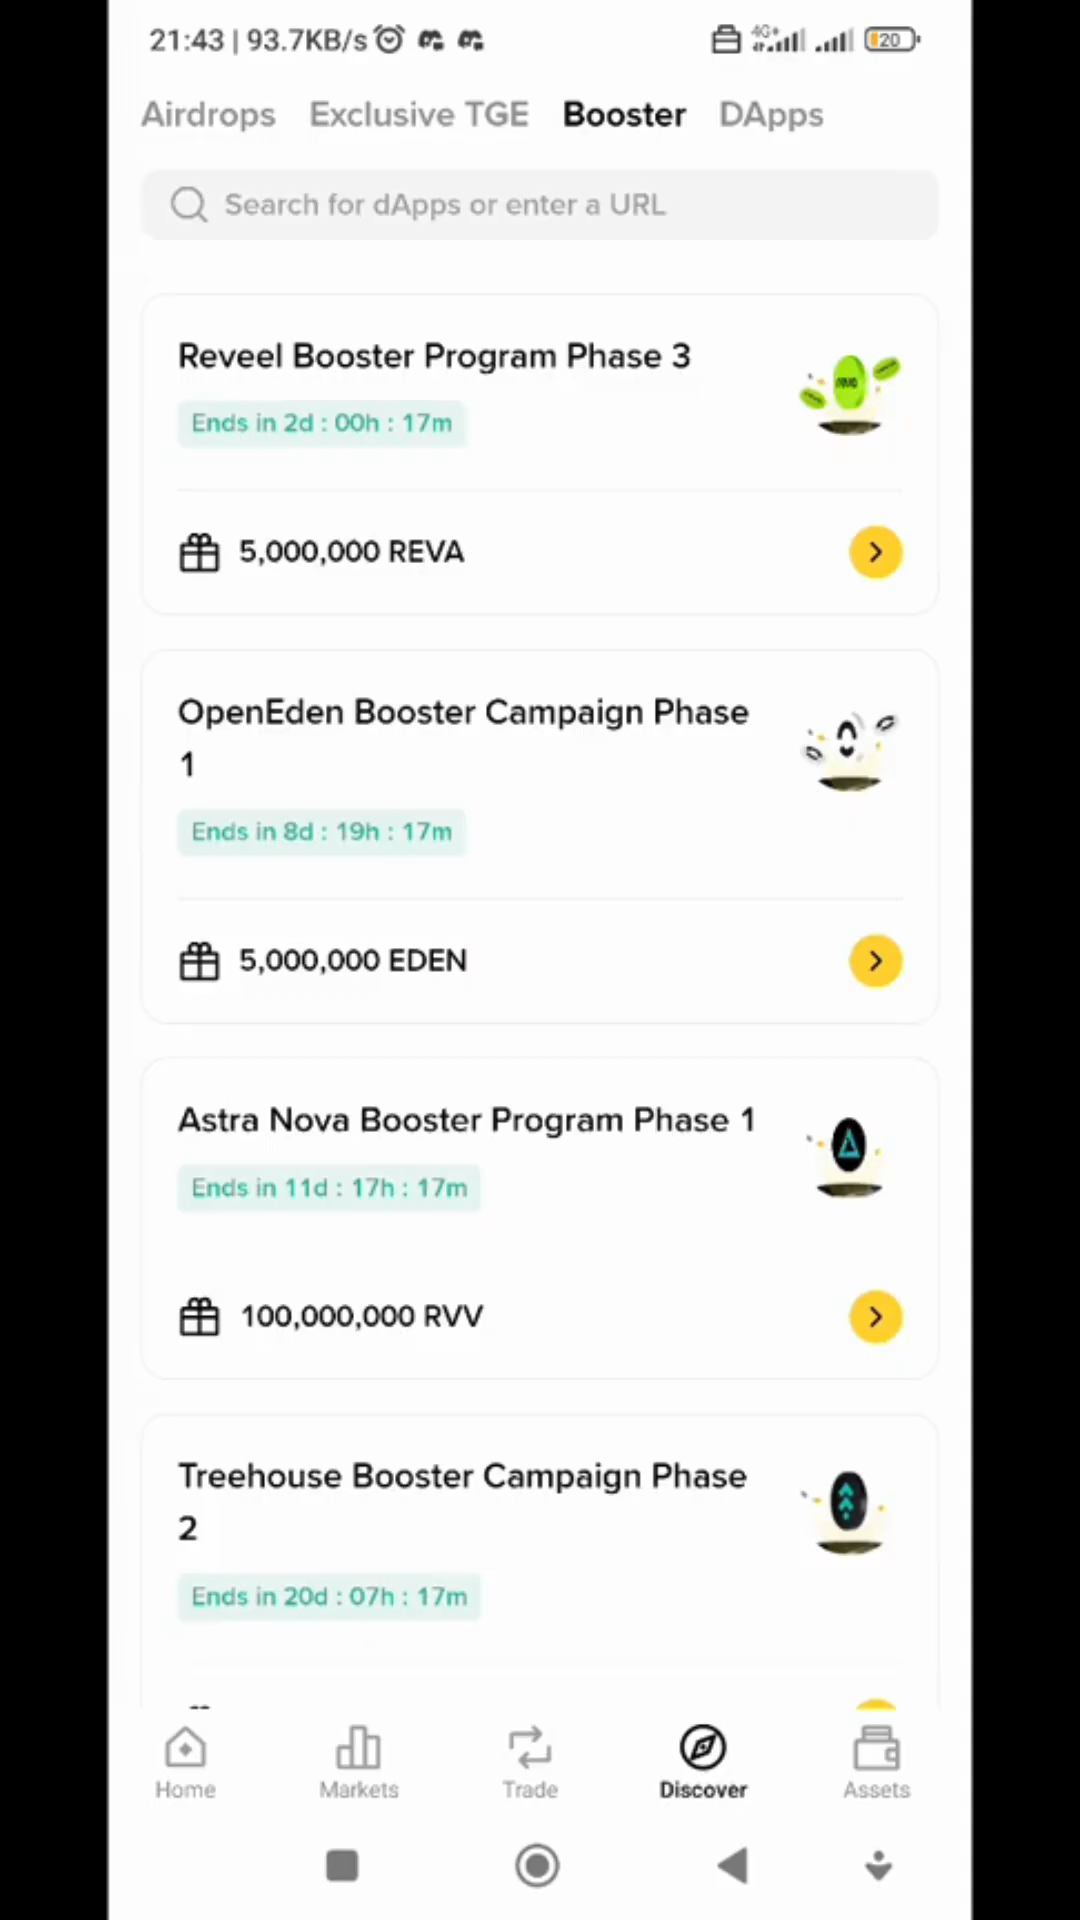 21:43 | 93.7KB/s 4G+ 20
Airdrops Exclusive TGE Booster DApps
Search for dApps or enter a URL
Reveel Booster Program Phase 3
Ends in 2d : 00h : 17m
5,000,000 REVA
OpenEden Booster Campaign Phase
1
Ends in 8d : 19h : 17m
5,000,000 EDEN
Astra Nova Booster Program Phase 1
Ends in 11d : 17h : 17m
100,000,000 RVV
Treehouse Booster Campaign Phase
2
Ends in 20d : 07h : 17m
Home Markets Trade Discover Assets